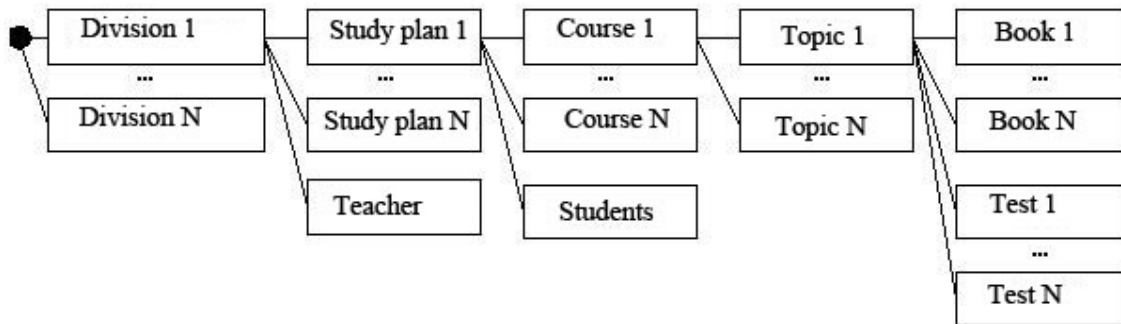 Division 1
...
Division N
Study plan 1
...
Study plan N
Teacher
Course 1
...
Course N
Students
Topic 1
...
Topic N
Book 1
...
Book N
Test 1
...
Test N